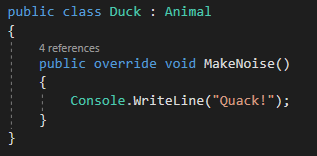 public class Duck : Animal
{
4 references
public override void MakeNoise()
{
Console.WriteLine("Quack!");
}
}